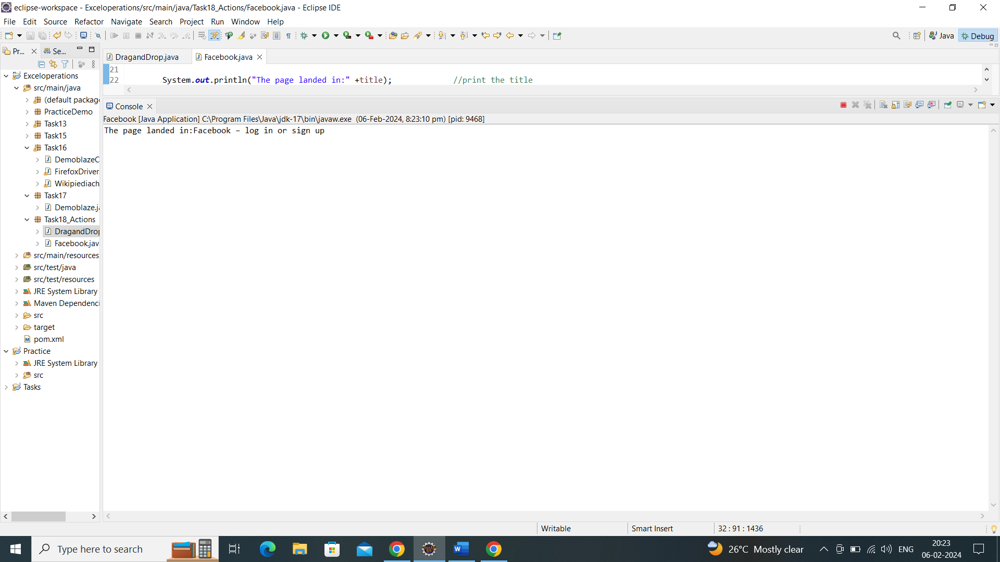 eclipse-workspace - Exceloperations/src/main/java/Task18_Actions/Facebook.java - Eclipse IDE
File Edit Source Refactor Navigate Search Project Run Window Help
Java Debug
Pr... Se...
DragandDrop.java Facebook.java
Exceloperations
src/main/java
(default package
PracticeDemo
Task13
Task15
Task16
DemoblazeC
FirefoxDriver
Wikipiediach
Task17
Demoblaze.ja
Task18_Actions
DragandDrop
Facebook.jav
src/main/resources
src/test/java
src/test/resources
JRE System Library
Maven Dependenci
src
target
pom.xml
Practice
JRE System Library
src
Tasks
21
22 System.out.println("The page landed in:" +title); //print the title
Console
Facebook [Java Application] C:\Program Files\Java\jdk-17\bin\javaw.exe (06-Feb-2024, 8:23:10 pm) [pid: 9468]
The page landed in:Facebook – log in or sign up
Writable Smart Insert 32 : 91 : 1436
Type here to search
26°C Mostly clear ENG
20:23
06-02-2024